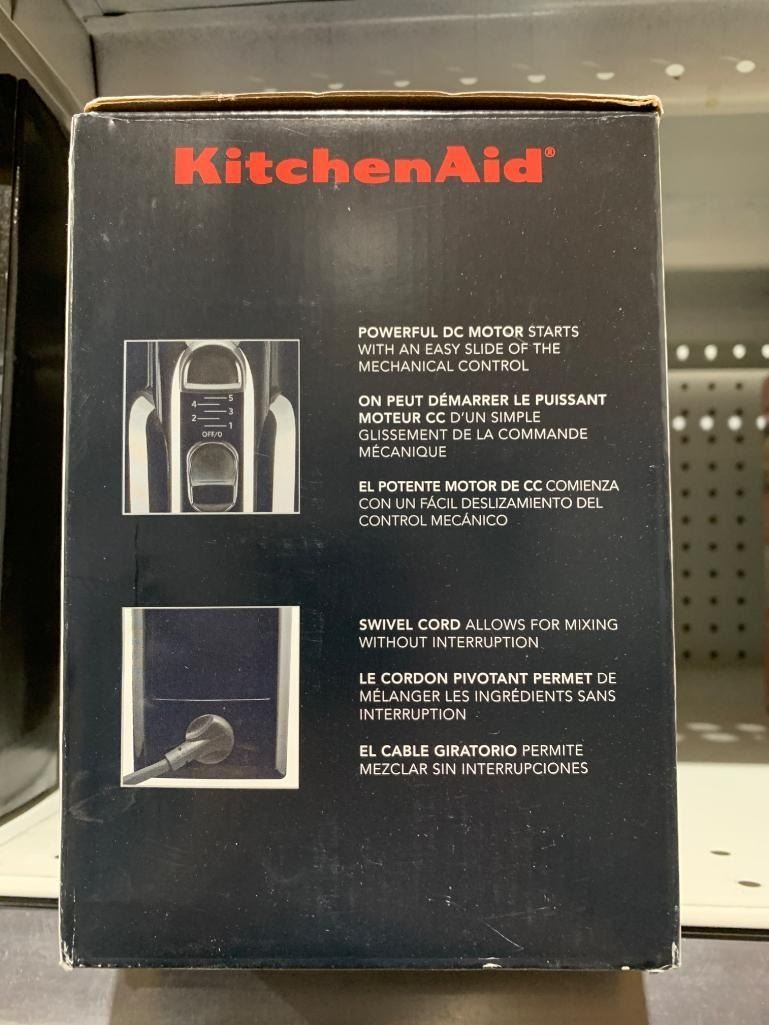 KitchenAid®
POWERFUL DC MOTOR STARTS
WITH AN EASY SLIDE OF THE
MECHANICAL CONTROL
ON PEUT DÉMARRER LE PUISSANT
MOTEUR CC D'UN SIMPLE
GLISSEMENT DE LA COMMANDE
MÉCANIQUE
EL POTENTE MOTOR DE CC COMIENZA
CON UN FÁCIL DESLIZAMIENTO DEL
CONTROL MECÁNICO
5
4
3
2
1
OFF/0
SWIVEL CORD ALLOWS FOR MIXING
WITHOUT INTERRUPTION
LE CORDON PIVOTANT PERMET DE
MÉLANGER LES INGRÉDIENTS SANS
INTERRUPTION
EL CABLE GIRATORIO PERMITE
MEZCLAR SIN INTERRUPCIONES